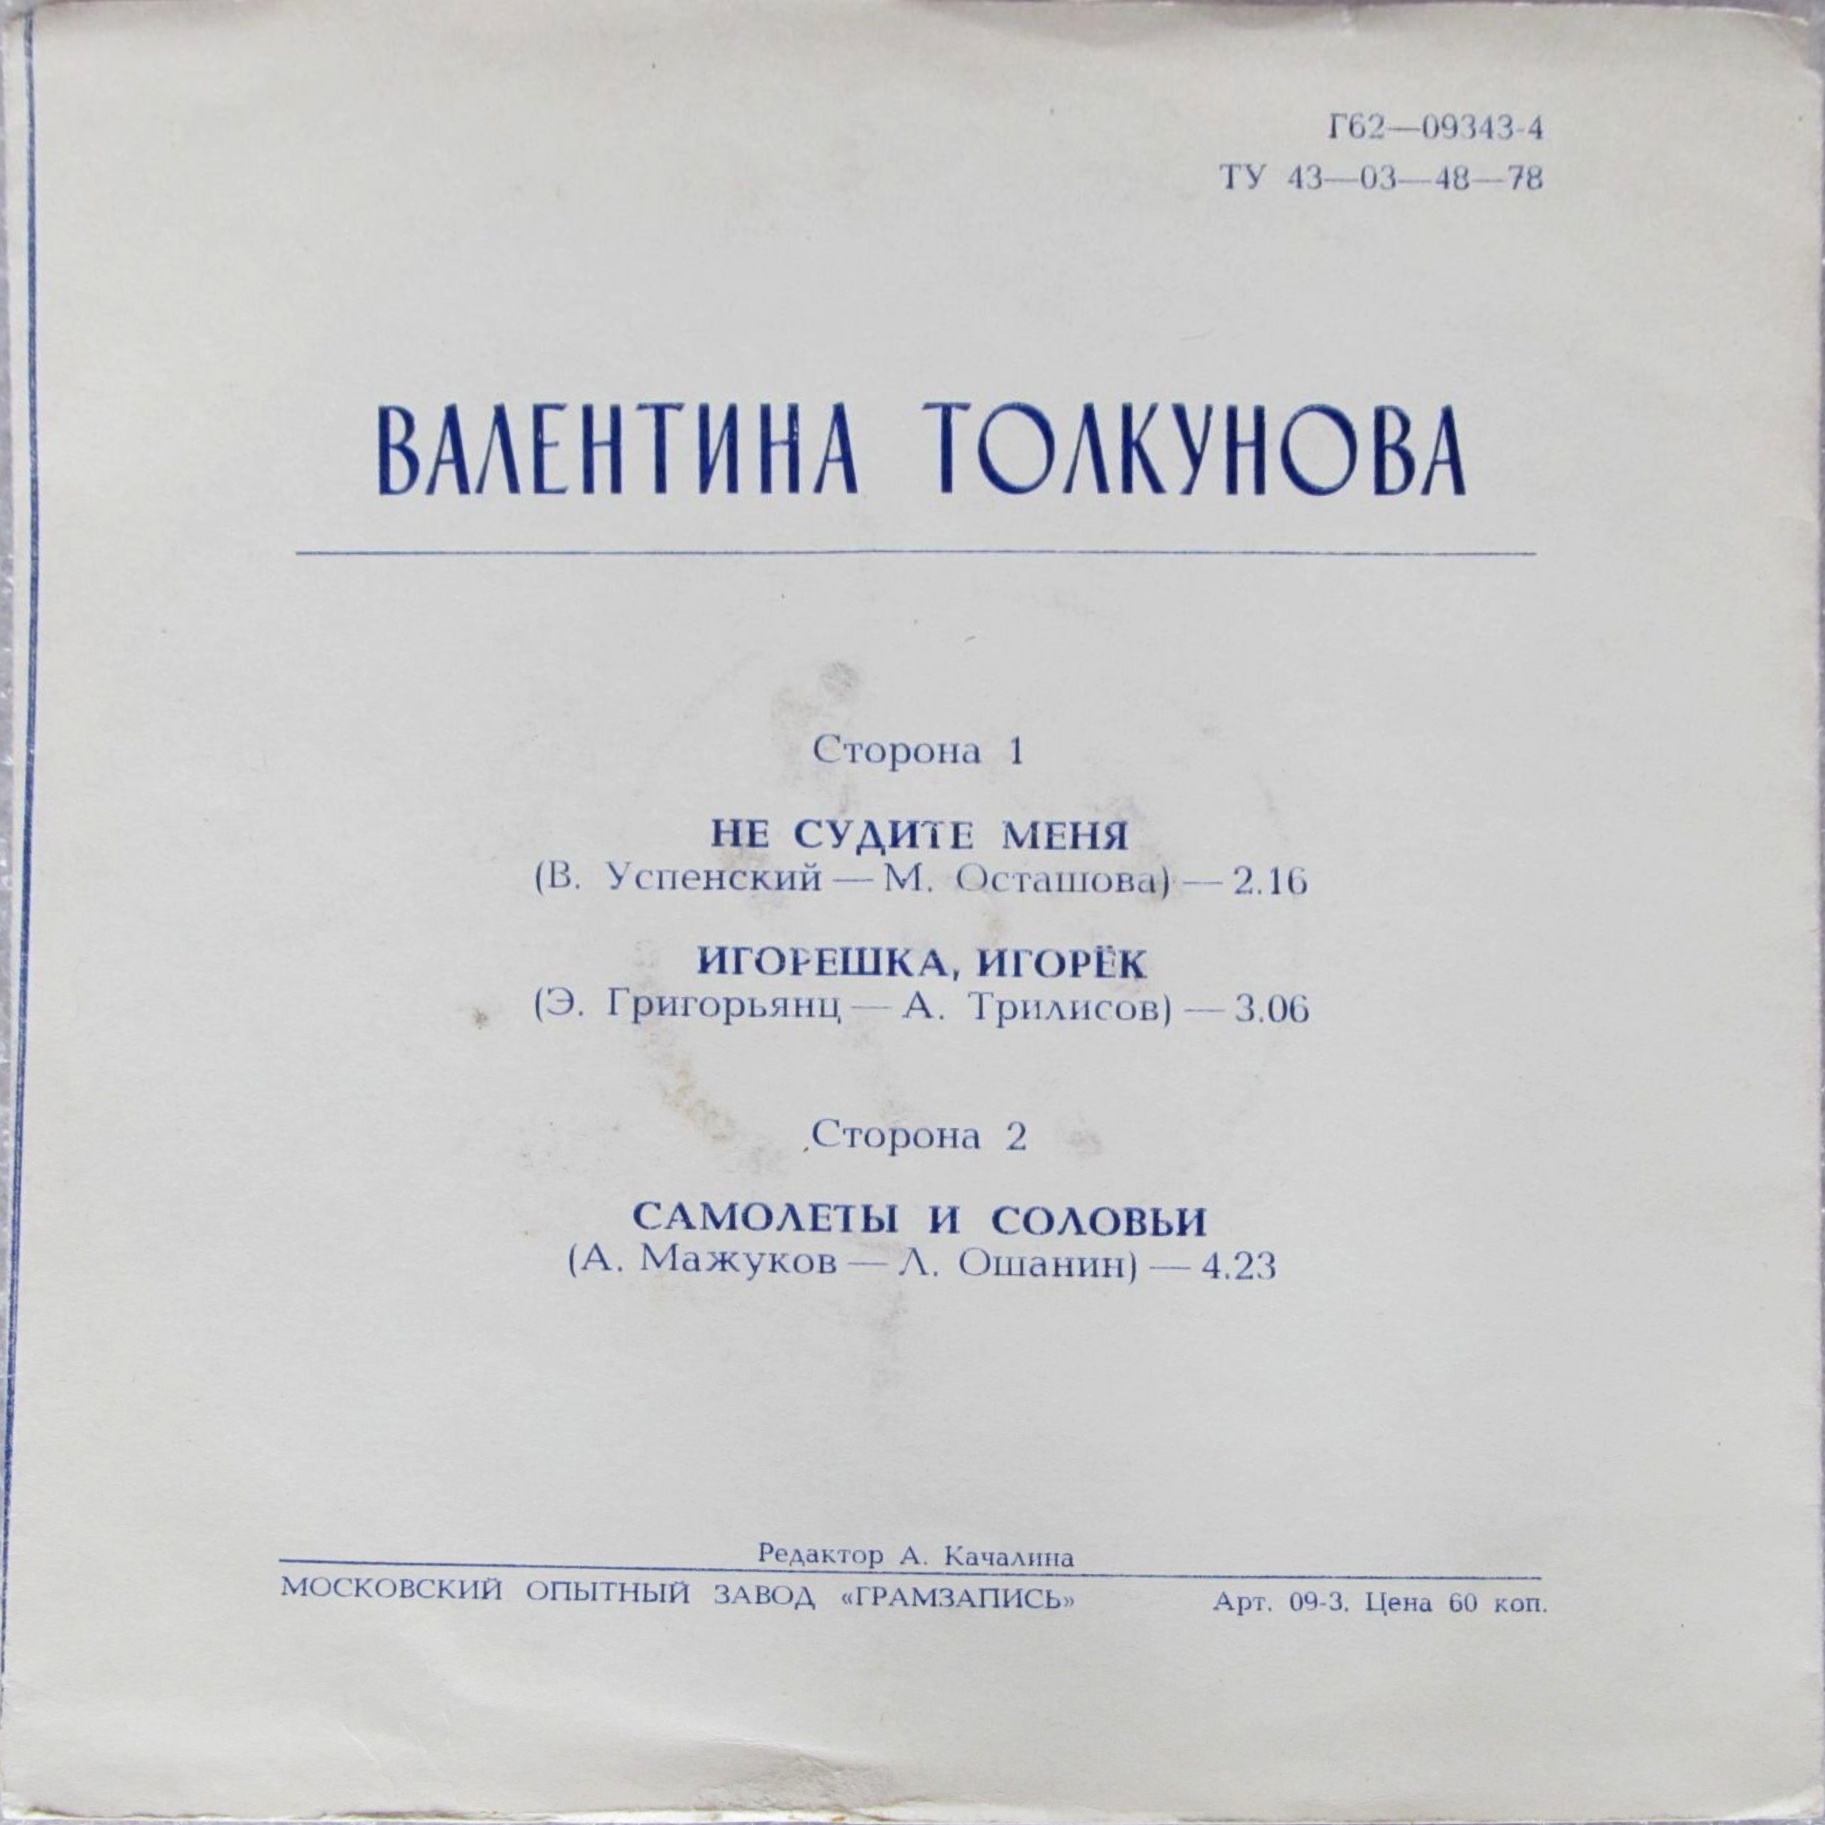 Г62—09343-4
ТУ 43—03—48—78
ВАЛЕНТИНА ТОЛКУНОВА
Сторона 1
НЕ СУДИТЕ МЕНЯ
(В. Успенский — М. Осташова) — 2.16
ИГОРЕШКА, ИГОРЁК
(Э. Григорьянц — А. Трилисов) — 3.06
Сторона 2
САМОЛЕТЫ И СОЛОВЬИ
(А. Мажуков — Л. Ошанин) — 4.23
Редактор А. Качалина
МОСКОВСКИЙ ОПЫТНЫЙ ЗАВОД «ГРАМЗАПИСЬ» Арт. 09-3. Цена 60 коп.